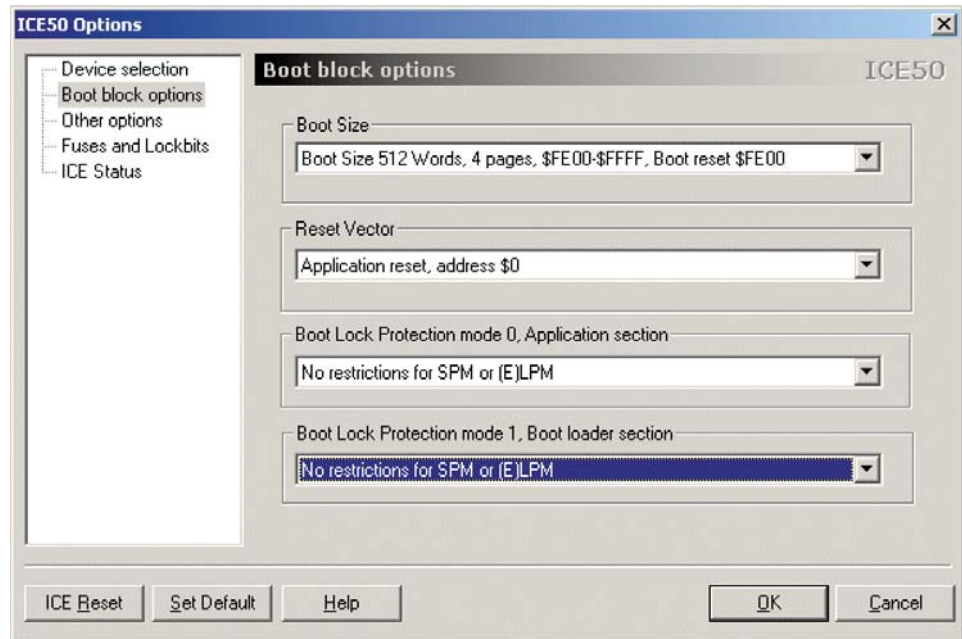 ICE50 Options
Device selection
Boot block options
Other options
Fuses and Lockbits
ICE Status
Boot block options
ICE50
Boot Size
Boot Size 512 Words, 4 pages, $FE00-$FFFF, Boot reset $FE00
Reset Vector
Application reset, address $0
Boot Lock Protection mode 0, Application section
No restrictions for SPM or (E)LPM
Boot Lock Protection mode 1, Boot loader section
No restrictions for SPM or (E)LPM
ICE Reset
Set Default
Help
OK
Cancel